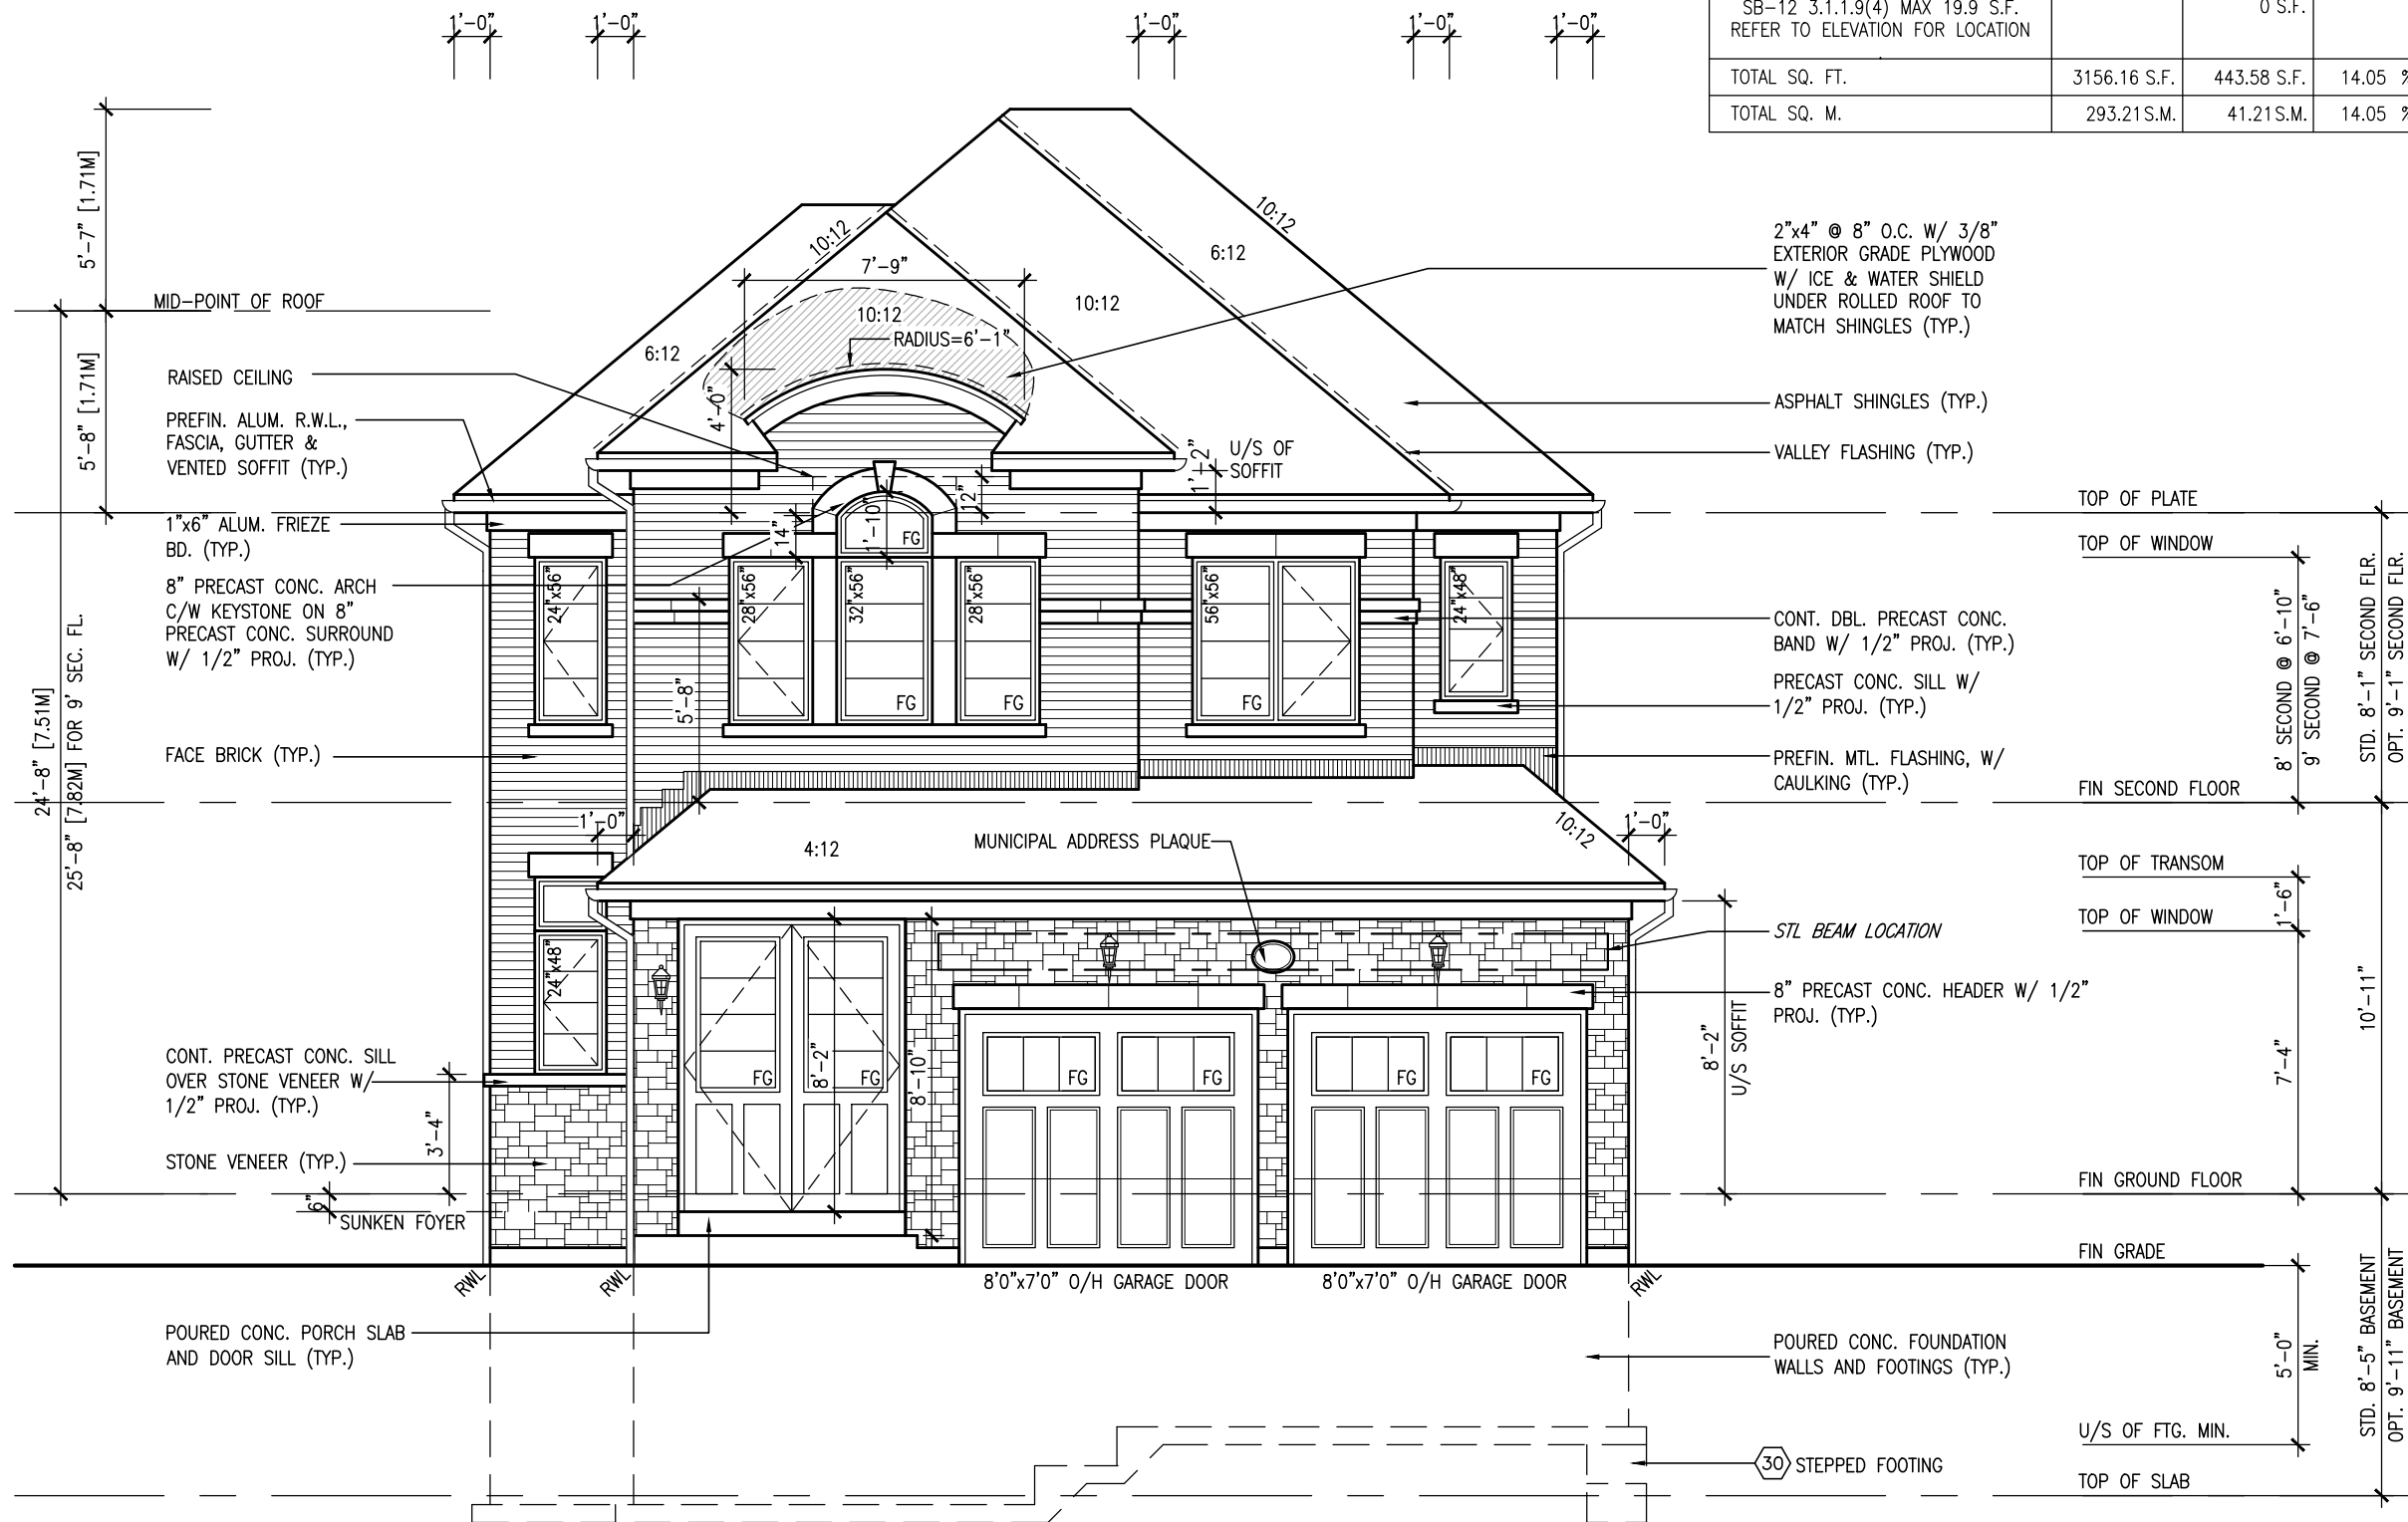 1'-0"
1'-0"
1'-0"
1'-0"
1'-0"
SB-12 3.1.1.9(4) MAX 19.9 S.F.
0 S.F.
REFER TO ELEVATION FOR LOCATION
TOTAL SQ. FT. 3156.16 S.F. 443.58 S.F. 14.05 %
TOTAL SQ. M. 293.21 S.M. 41.21 S.M. 14.05 %
5'-7" [1.71M]
5'-8" [1.71M]
24'-8" [7.51M]
25'-8" [7.82M] FOR 9' SEC. FL.
MID-POINT OF ROOF
RAISED CEILING
PREFIN. ALUM. R.W.L.,
FASCIA, GUTTER &
VENTED SOFFIT (TYP.)
1"x6" ALUM. FRIEZE
BD. (TYP.)
8" PRECAST CONC. ARCH
C/W KEYSTONE ON 8"
PRECAST CONC. SURROUND
W/ 1/2" PROJ. (TYP.)
FACE BRICK (TYP.)
CONT. PRECAST CONC. SILL
OVER STONE VENEER W/
1/2" PROJ. (TYP.)
3'-4"
STONE VENEER (TYP.)
6"
SUNKEN FOYER
POURED CONC. PORCH SLAB
AND DOOR SILL (TYP.)
10:12
7'-9"
10:12
6:12
10:12
10:12
RADIUS=6'-1"
6:12
4'-0"
1'-2"
U/S OF
SOFFIT
12"
14"
1'-10"
FG
24"x56"
28"x56"
32"x56"
28"x56"
56"x56"
24"x48"
FG
FG
FG
5'-8"
1'-0"
4:12
MUNICIPAL ADDRESS PLAQUE
10:12
1'-0"
24"x48"
FG
FG
8'-2"
8'-10"
FG
FG
FG
FG
8'-2"
U/S SOFFIT
RWL
RWL
8'0"x7'0" O/H GARAGE DOOR
8'0"x7'0" O/H GARAGE DOOR
RWL
2"x4" @ 8" O.C. W/ 3/8"
EXTERIOR GRADE PLYWOOD
W/ ICE & WATER SHIELD
UNDER ROLLED ROOF TO
MATCH SHINGLES (TYP.)
ASPHALT SHINGLES (TYP.)
VALLEY FLASHING (TYP.)
CONT. DBL. PRECAST CONC.
BAND W/ 1/2" PROJ. (TYP.)
PRECAST CONC. SILL W/
1/2" PROJ. (TYP.)
PREFIN. MTL. FLASHING, W/
CAULKING (TYP.)
STL BEAM LOCATION
8" PRECAST CONC. HEADER W/ 1/2"
PROJ. (TYP.)
POURED CONC. FOUNDATION
WALLS AND FOOTINGS (TYP.)
30 STEPPED FOOTING
TOP OF PLATE
TOP OF WINDOW
FIN SECOND FLOOR
TOP OF TRANSOM
TOP OF WINDOW
FIN GROUND FLOOR
FIN GRADE
U/S OF FTG. MIN.
TOP OF SLAB
8' SECOND @ 6'-10"
9' SECOND @ 7'-6"
STD. 8'-1" SECOND FLR.
OPT. 9'-1" SECOND FLR.
1'-6"
7'-4"
10'-11"
5'-0"
MIN.
STD. 8'-5" BASEMENT
OPT. 9'-11" BASEMENT